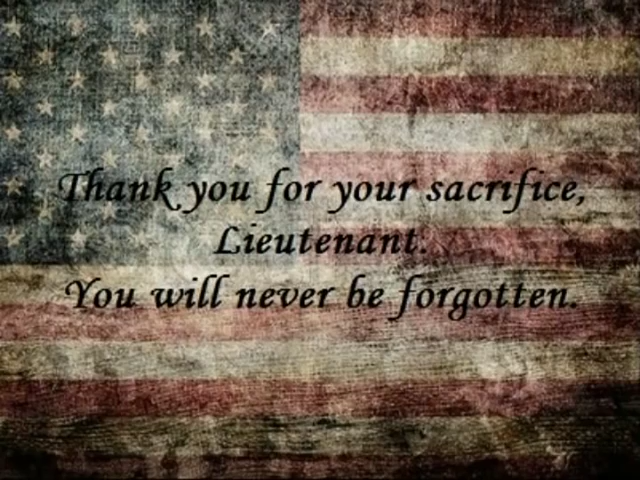 Thank you for your sacrifice,
Lieutenant.
You will never be forgotten.